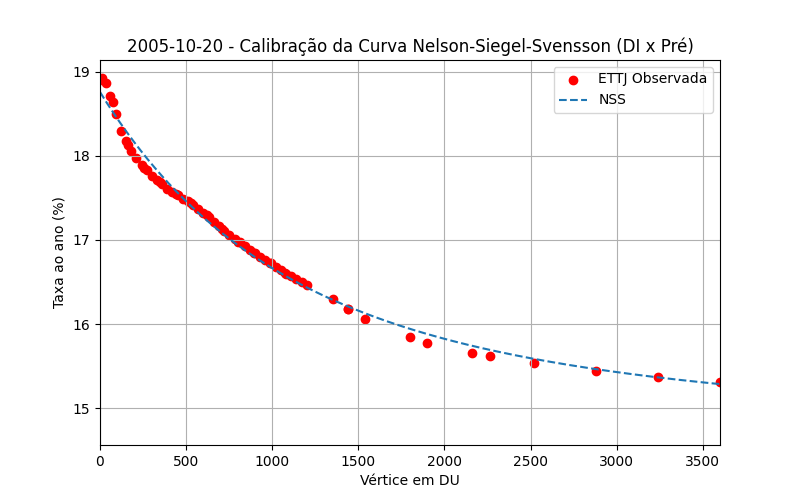 2005-10-20 - Calibração da Curva Nelson-Siegel-Svensson (DI x Pré)
ETTJ Observada
NSS
Taxa ao ano (%)
19
18
17
16
15
0 500 1000 1500 2000 2500 3000 3500
Vértice em DU